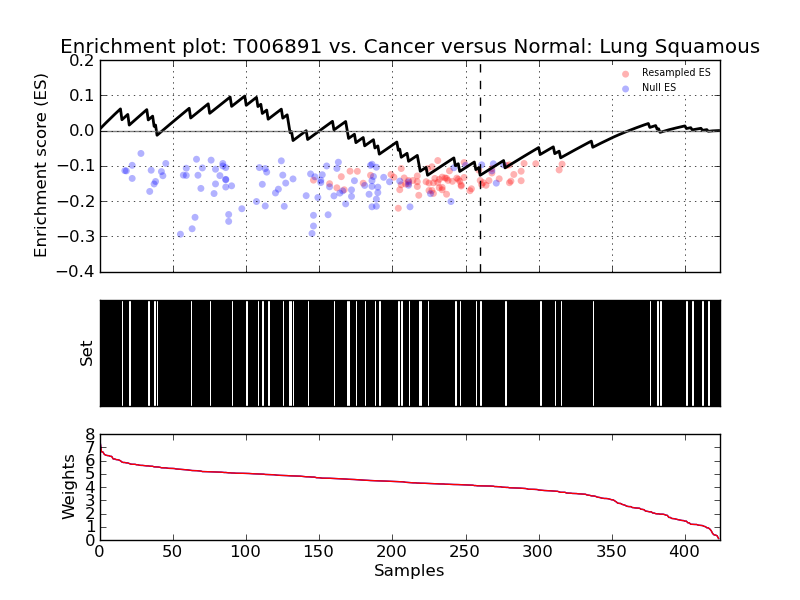 Enrichment plot: T006891 vs. Cancer versus Normal: Lung Squamous
0.2
0.1
0.0
−0.1
−0.2
−0.3
−0.4
Enrichment score (ES)
Resampled ES
Null ES
Set
8
7
6
5
4
3
2
1
0
Weights
0 50 100 150 200 250 300 350 400
Samples